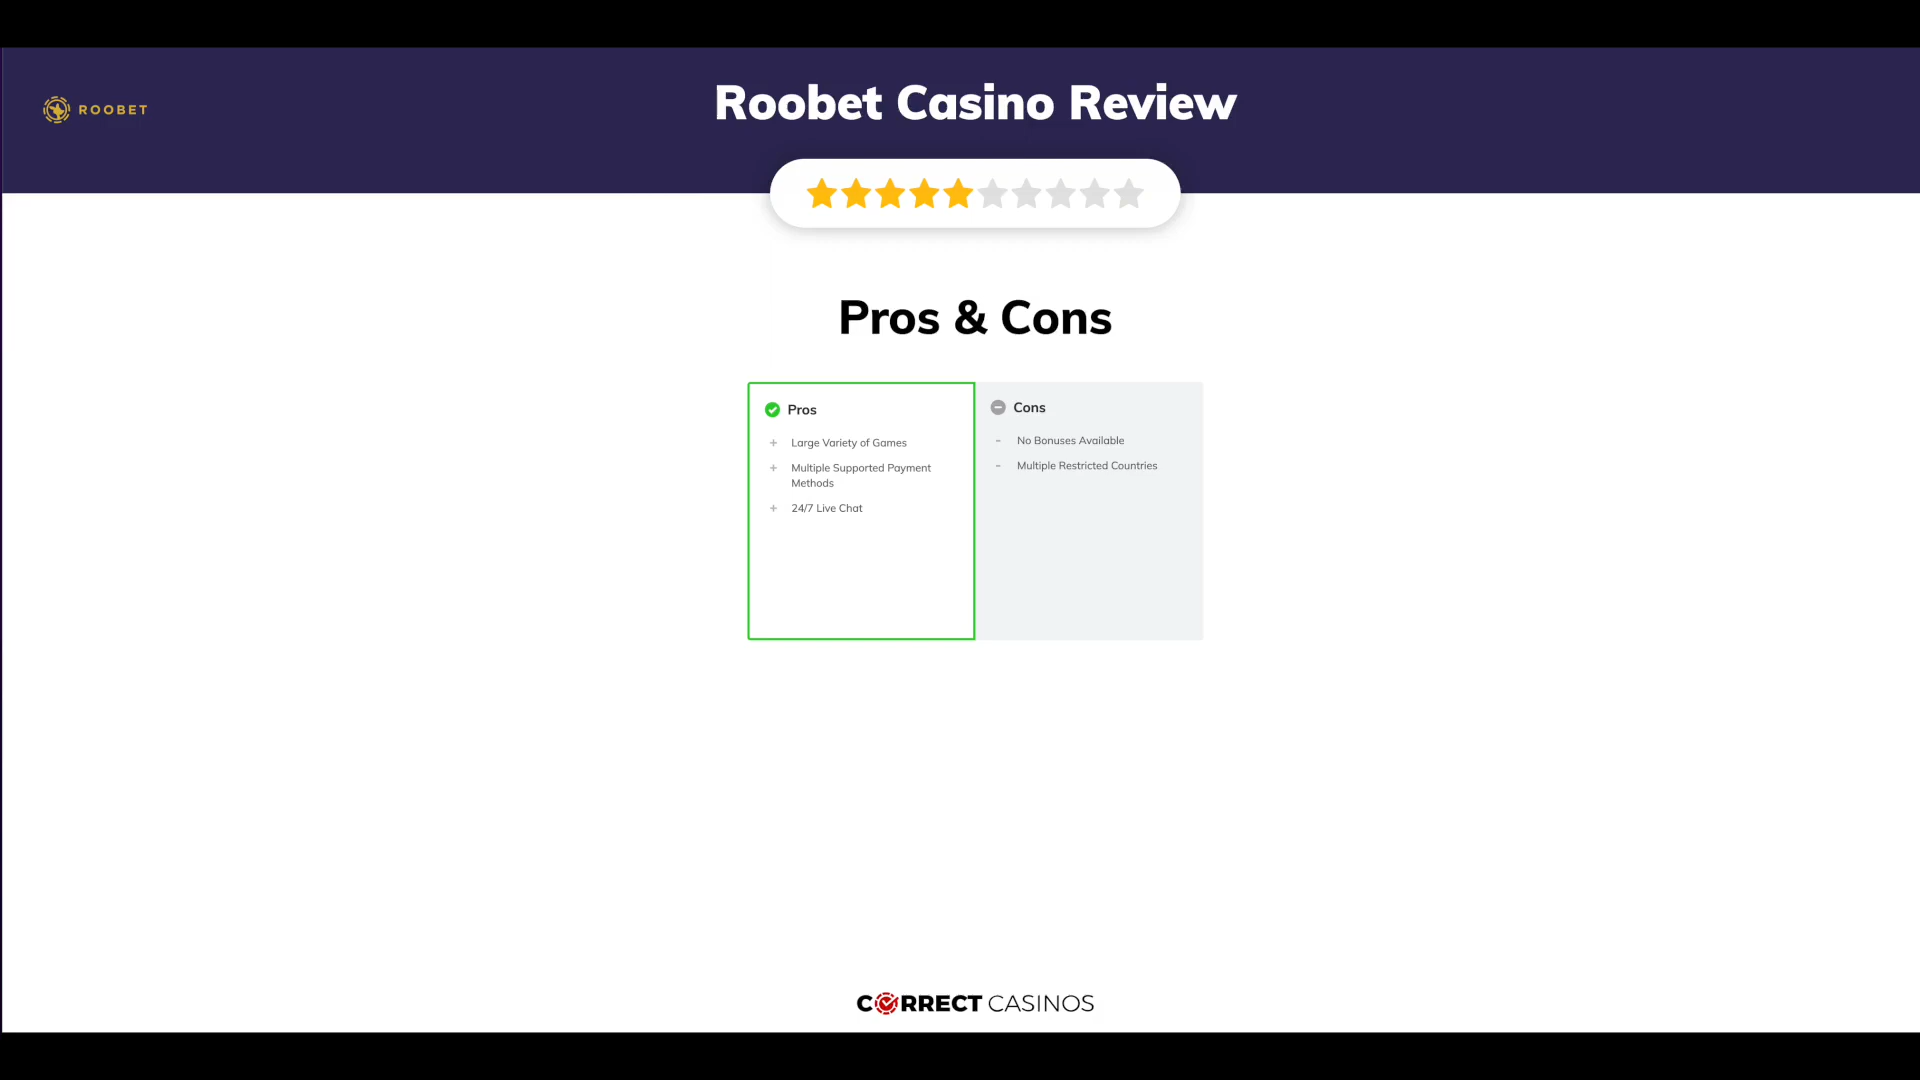 ROOBET
Roobet Casino Review
Pros & Cons
Pros
+ Large Variety of Games
+ Multiple Supported Payment
Methods
+ 24/7 Live Chat
Cons
- No Bonuses Available
- Multiple Restricted Countries
CORRECT CASINOS